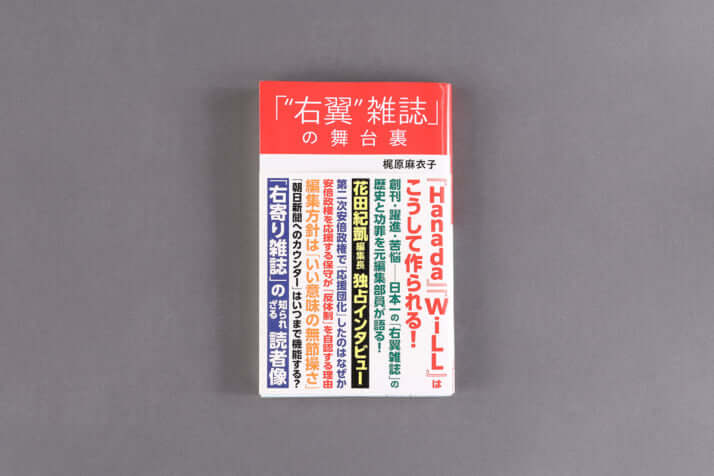 「“右翼”雑誌」
の舞台裏
梶原麻衣子
『Hanada』『WiLL』は
こうして作られる！
創刊・躍進・苦悩――日本一の「右翼雑誌」の
歴史と功罪を元編集部員が語る！
花田紀凱編集長 独占インタビュー
第二次安倍政権で「応援団化」したのはなぜか
安倍政権を応援する保守が「反体制」を自認する理由
編集方針は「いい意味の無節操さ」
「朝日新聞へのカウンター」はいつまで機能する？
「右寄り雑誌」の知られざる読者像